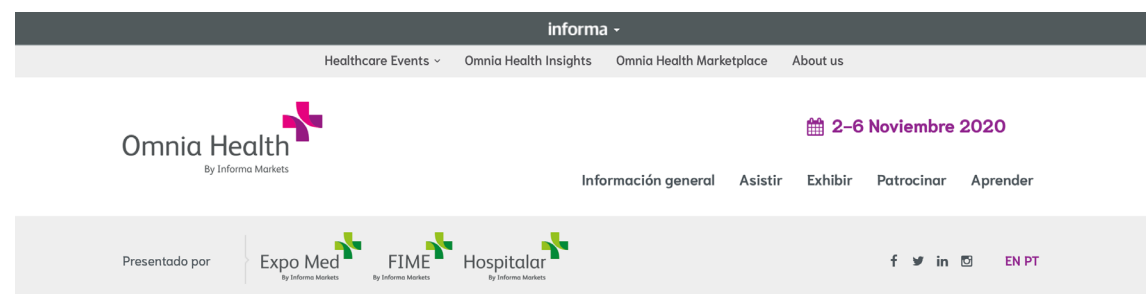 informa
Healthcare Events Omnia Health Insights Omnia Health Marketplace About us
Omnia Health
By Informa Markets
2-6 Noviembre 2020
Información general Asistir Exhibir Patrocinar Aprender
Presentado por
Expo Med
By Informa Markets
FIME
By Informa Markets
Hospitalar
By Informa Markets
EN PT